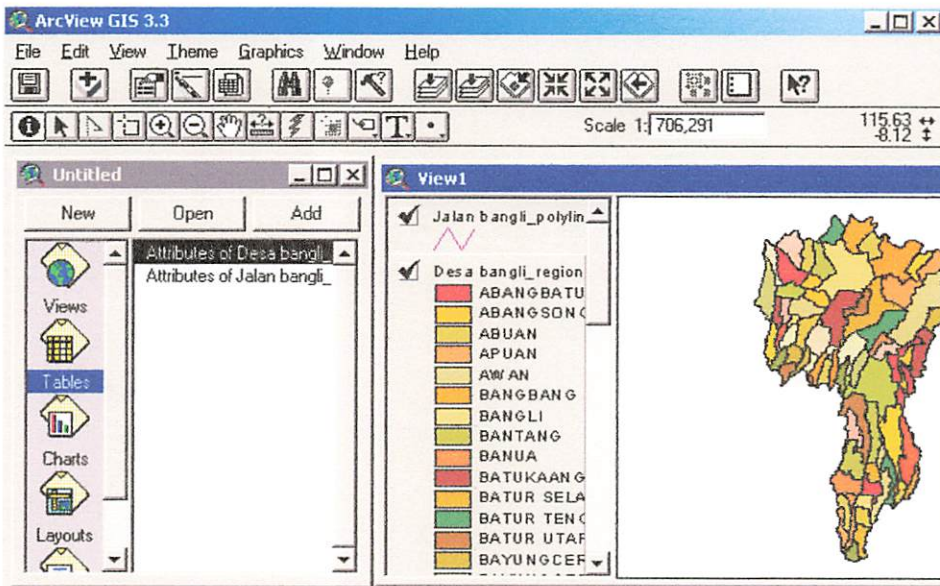 ArcView GIS 3.3
File Edit View Theme Graphics Window Help
Scale 1: 706,291
115.63
-8.12
Untitled
New Open Add
Views
Tables
Charts
Layouts
Attributes of Desa bangli_
Attributes of Jalan bangli_
View1
Jalan bangli_polylin
Desa bangli_region
ABANGBATU
ABANGSONG
ABUAN
APUAN
AWAN
BANGBANG
BANGLI
BANTANG
BANUA
BATUKAANG
BATUR SELA
BATUR TENG
BATUR UTAR
BAYUNGCER